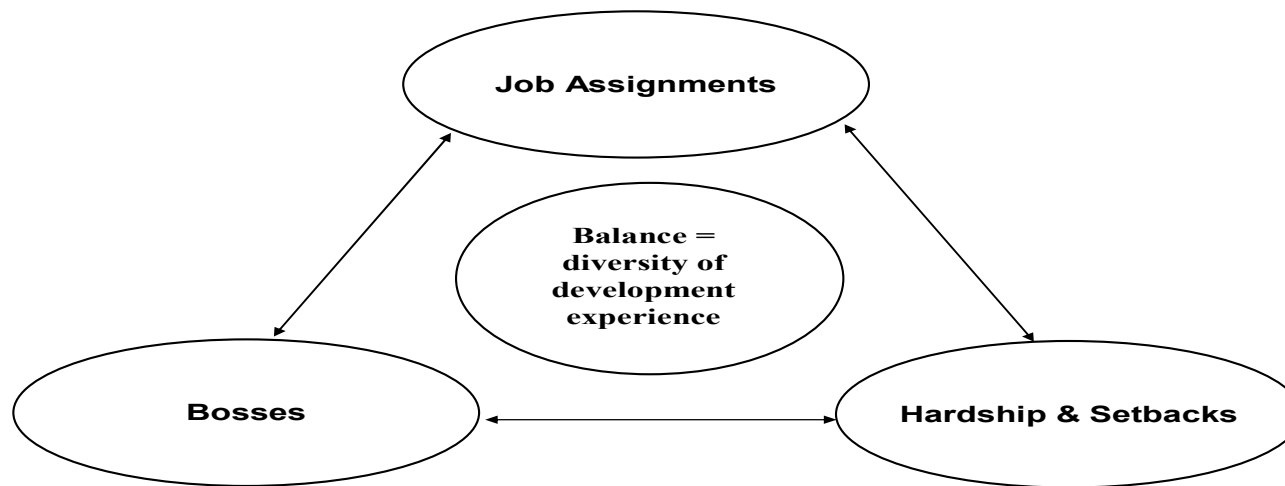 Job Assignments
Balance =
diversity of
development
experience
Bosses
Hardship & Setbacks